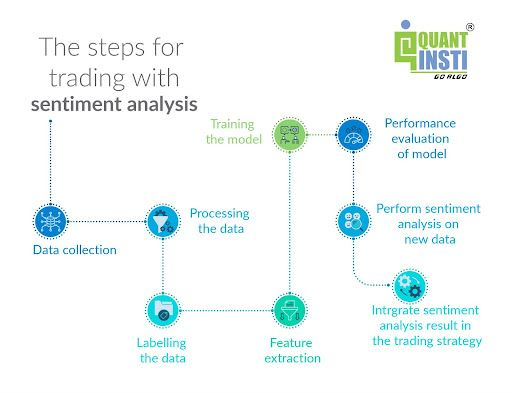 The steps for
trading with
sentiment analysis
QUANT®
INSTI
GO ALGO
Data collection
Processing
the data
Labelling
the data
Feature
extraction
Training
the model
Performance
evaluation
of model
Perform sentiment
analysis on
new data
Intrgrate sentiment
analysis result in
the trading strategy